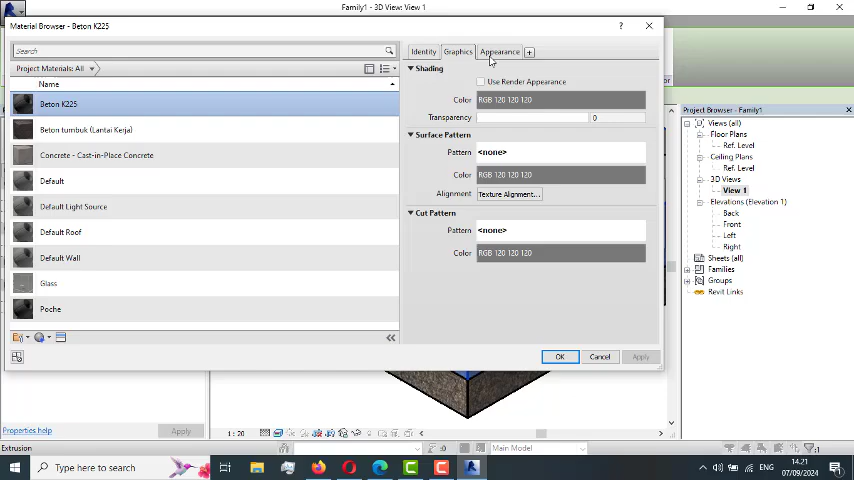 Family1 - 3D View: View 1
Material Browser - Beton K225
Search
Project Materials: All
Name
Beton K225
Beton tumbuk (Lantai Kerja)
Concrete - Cast-in-Place Concrete
Default
Default Light Source
Default Roof
Default Wall
Glass
Poche
Identity
Graphics
Appearance
Shading
Use Render Appearance
Color
RGB 120 120 120
Transparency
0
Surface Pattern
Pattern
<none>
Color
RGB 120 120 120
Alignment
Texture Alignment...
Cut Pattern
Pattern
<none>
Color
RGB 120 120 120
OK
Cancel
Apply
Project Browser - Family1
Views (all)
Floor Plans
Ref. Level
Ceiling Plans
Ref. Level
3D Views
View 1
Elevations (Elevation 1)
Back
Front
Left
Right
Sheets (all)
Families
Groups
Revit Links
Properties help
Apply
1 : 20
Extrusion
:0
Main Model
:1
Type here to search
ENG
14.21
07/09/2024